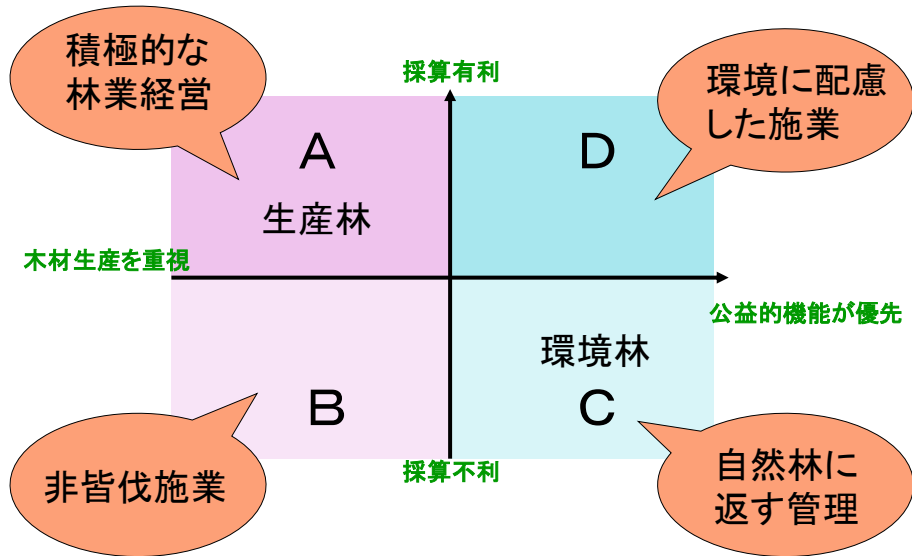 積極的な
林業経営
採算有利
環境に配慮
した施業
A
D
生産林
木材生産を重視
公益的機能が優先
環境林
B
C
非皆伐施業
採算不利
自然林に
返す管理